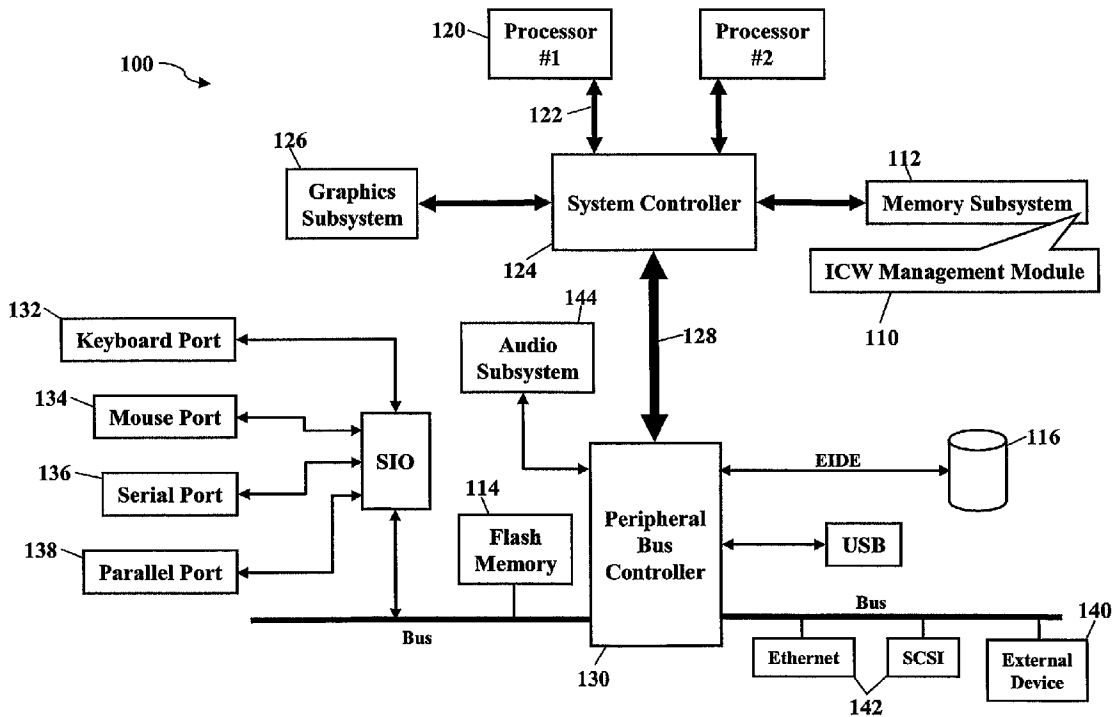 120
Processor
#1
Processor
#2
100
122
126
112
Graphics
Subsystem
System Controller
Memory Subsystem
124
ICW Management Module
110
132
Keyboard Port
144
Audio
Subsystem
128
134
Mouse Port
136
Serial Port
SIO
138
Parallel Port
114
Flash
Memory
Peripheral
Bus
Controller
EIDE
116
USB
Bus
Bus
130
Ethernet
SCSI
142
140
External
Device